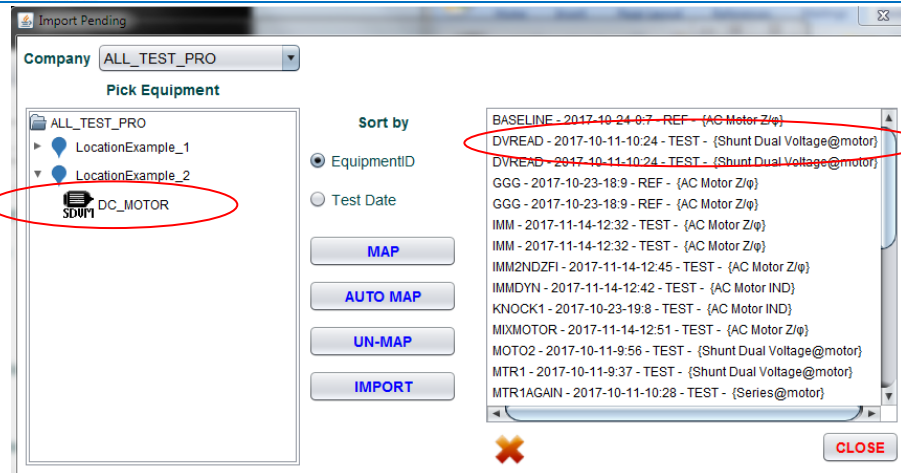 Import Pending
Company ALL_TEST_PRO
Pick Equipment
ALL_TEST_PRO
LocationExample_1
LocationExample_2
SDVM DC_MOTOR
Sort by
EquipmentID
Test Date
MAP
AUTO MAP
UN-MAP
IMPORT
BASELINE - 2017-10-24-0:7 - REF - {AC Motor Z/φ}
DVREAD - 2017-10-11-10:24 - TEST - {Shunt Dual Voltage@motor}
DVREAD - 2017-10-11-10:24 - TEST - {Shunt Dual Voltage@motor}
GGG - 2017-10-23-18:9 - REF - {AC Motor Z/φ}
GGG - 2017-10-23-18:9 - REF - {AC Motor Z/φ}
IMM - 2017-11-14-12:32 - TEST - {AC Motor Z/φ}
IMM - 2017-11-14-12:32 - TEST - {AC Motor Z/φ}
IMM2NDZFI - 2017-11-14-12:45 - TEST - {AC Motor Z/φ}
IMMDYN - 2017-11-14-12:42 - TEST - {AC Motor IND}
KNOCK1 - 2017-10-23-19:8 - TEST - {AC Motor IND}
MIXMOTOR - 2017-11-14-12:51 - TEST - {AC Motor Z/φ}
MOTO2 - 2017-10-11-9:56 - TEST - {Shunt Dual Voltage@motor}
MTR1 - 2017-10-11-9:37 - TEST - {Shunt Dual Voltage@motor}
MTR1AGAIN - 2017-10-11-10:28 - TEST - {Series@motor}
CLOSE